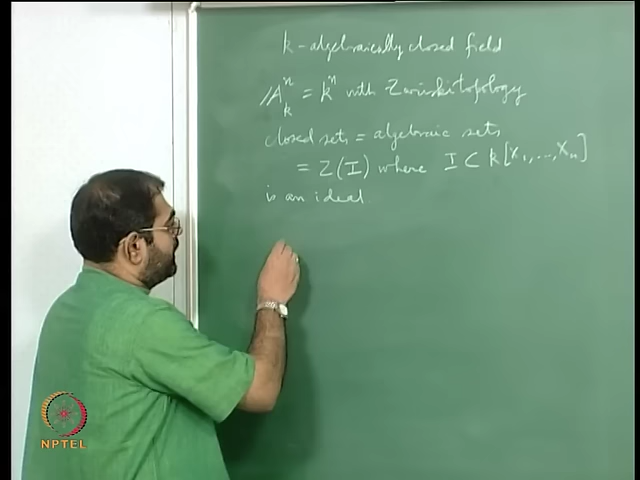 k - algebraically closed field
𝔸ⁿₖ = kⁿ with Zariski topology
closed sets = algebraic sets
= Z(I) where I ⊂ k[X₁,...,Xₙ]
is an ideal
NPTEL